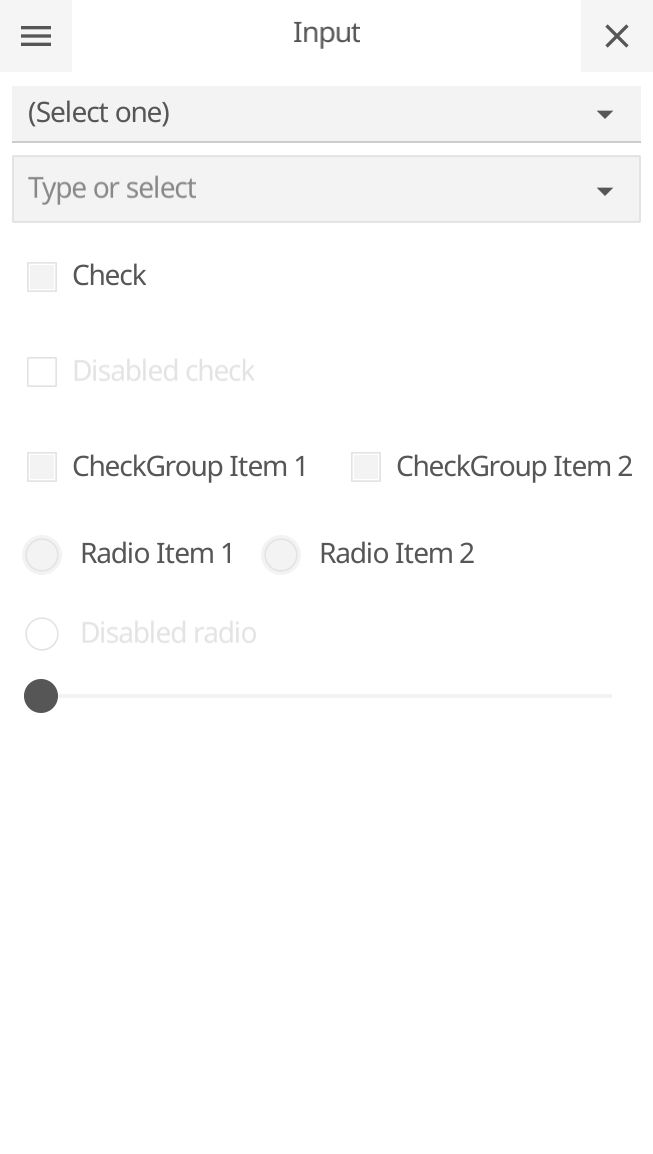 Input
(Select one)
Type or select
Check
Disabled check
CheckGroup Item 1 CheckGroup Item 2
Radio Item 1 Radio Item 2
Disabled radio